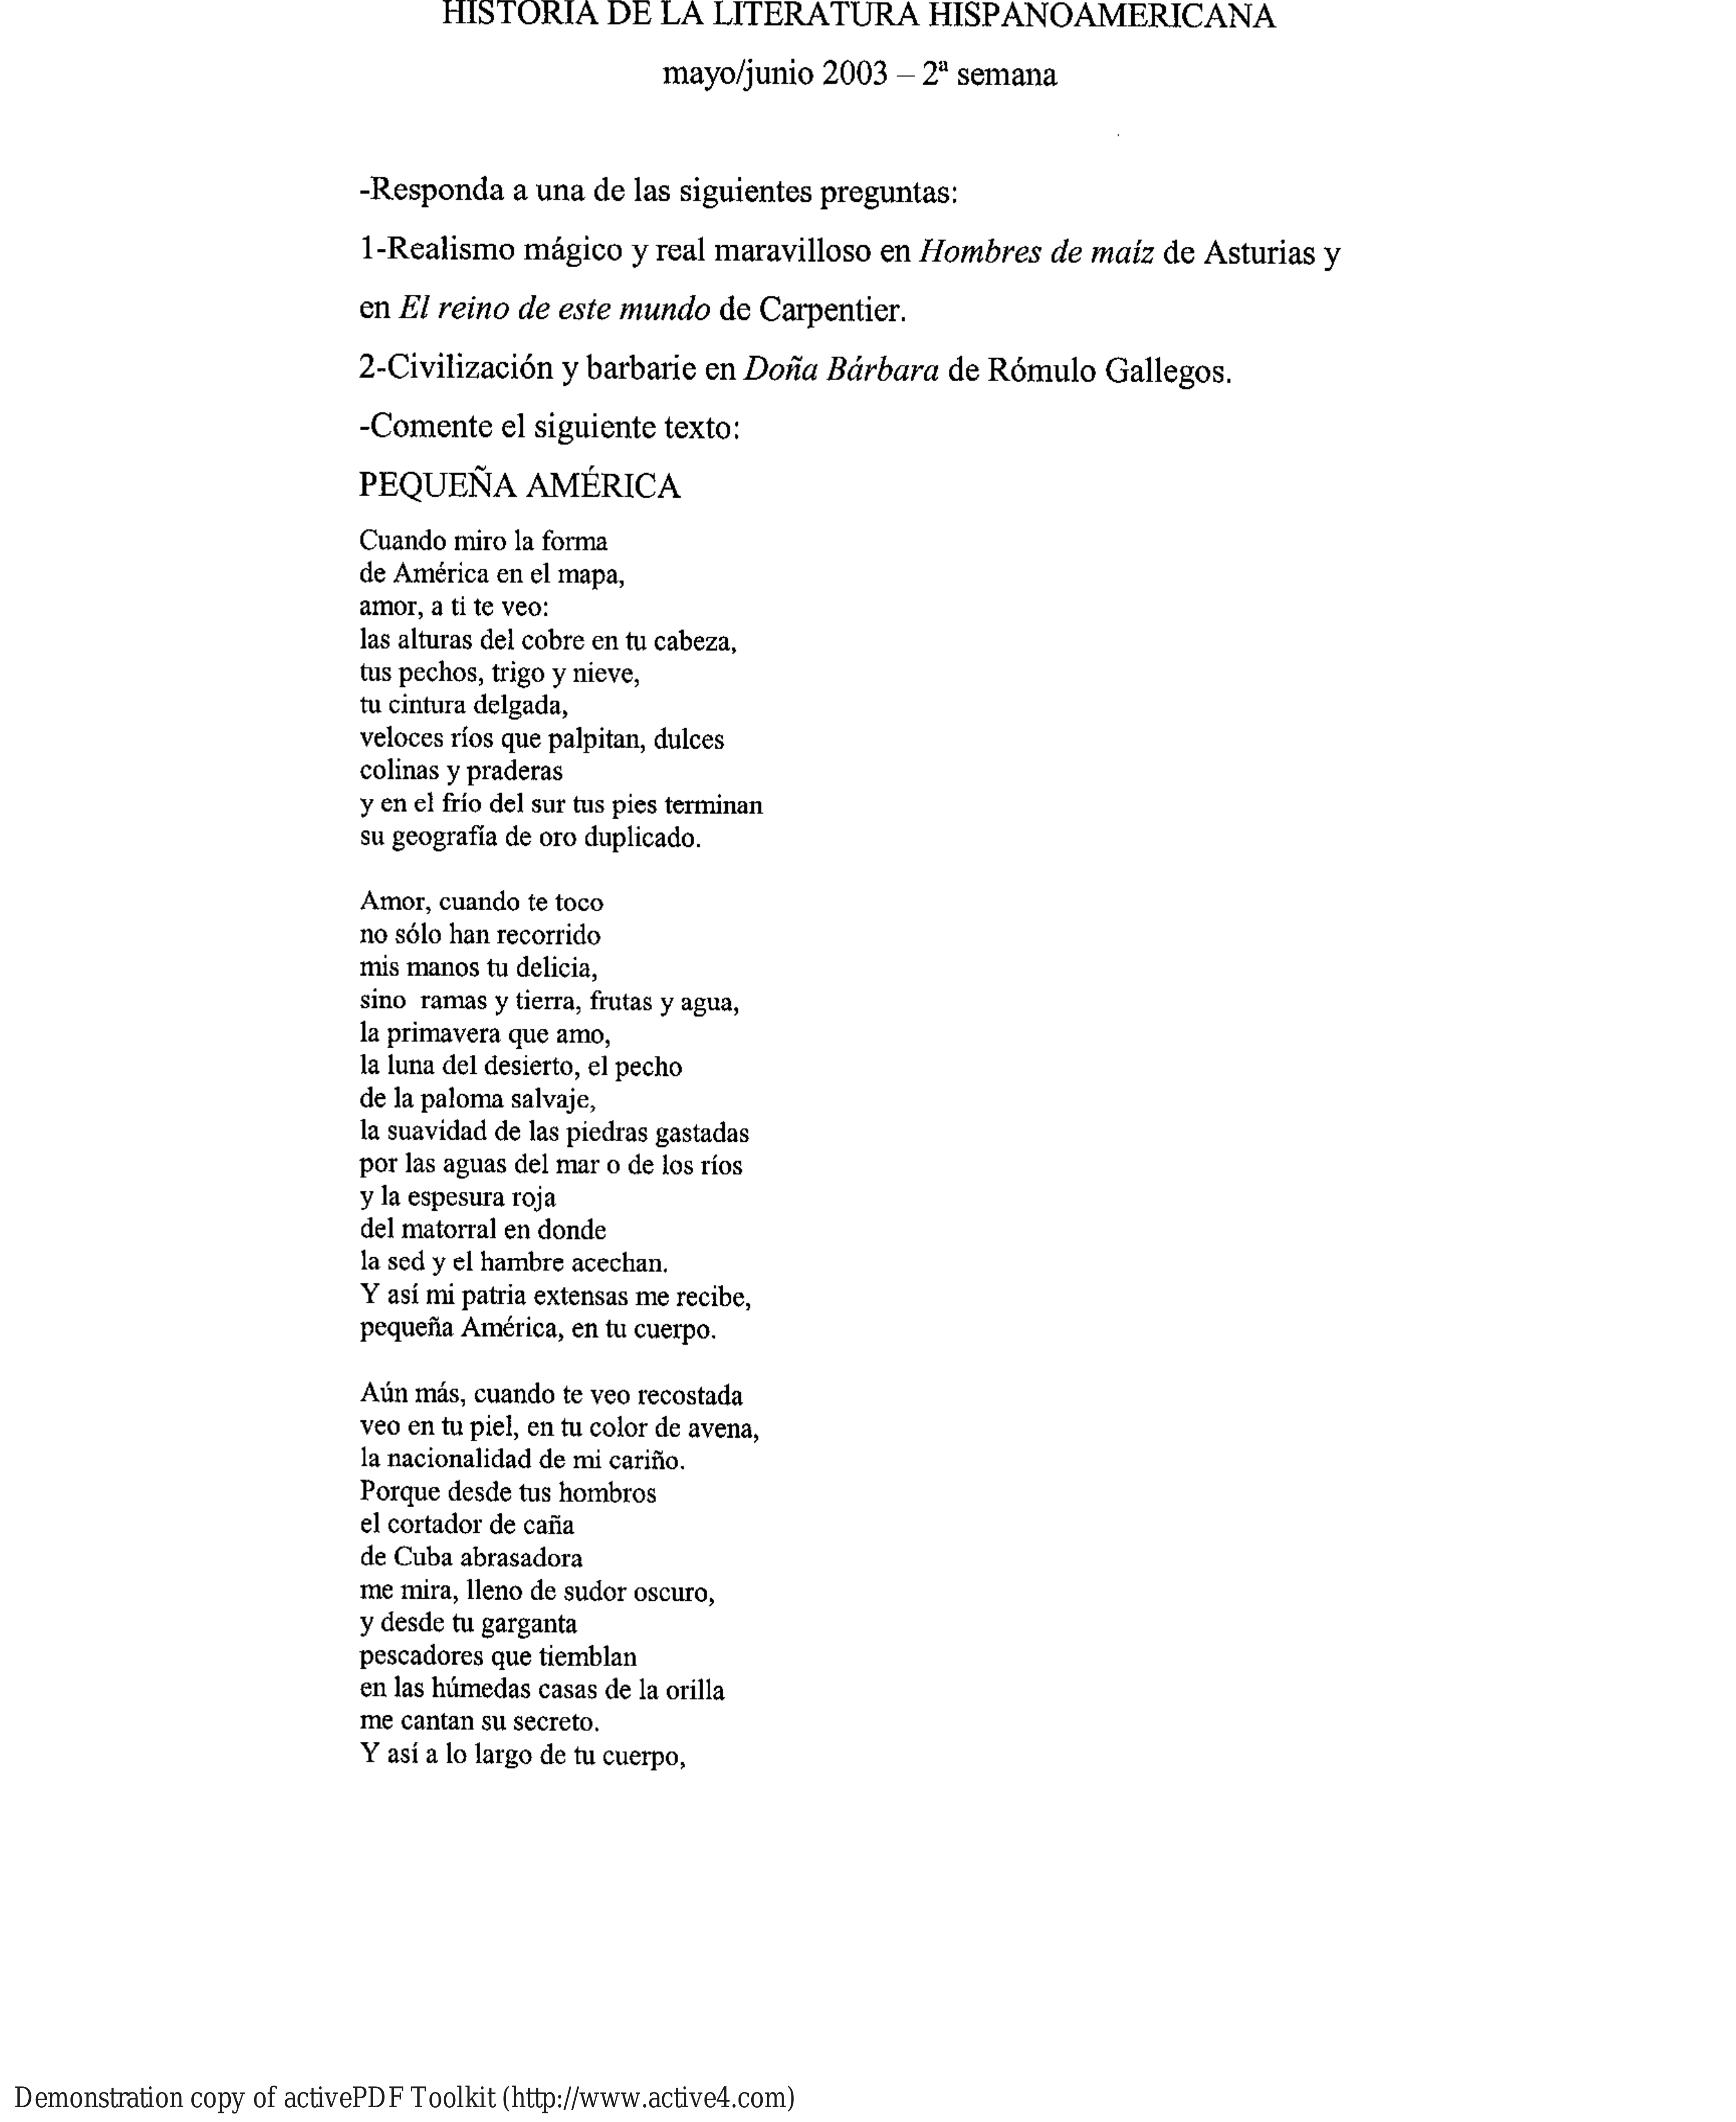 HISTORIA DE LA LITERATURA HISPANOAMERICANA
mayo/junio 2003 – 2ª semana
-Responda a una de las siguientes preguntas:
1-Realismo mágico y real maravilloso en Hombres de maíz de Asturias y
en El reino de este mundo de Carpentier.
2-Civilización y barbarie en Doña Bárbara de Rómulo Gallegos.
-Comente el siguiente texto:
PEQUEÑA AMÉRICA
Cuando miro la forma
de América en el mapa,
amor, a ti te veo:
las alturas del cobre en tu cabeza,
tus pechos, trigo y nieve,
tu cintura delgada,
veloces ríos que palpitan, dulces
colinas y praderas
y en el frío del sur tus pies terminan
su geografía de oro duplicado.
Amor, cuando te toco
no sólo han recorrido
mis manos tu delicia,
sino ramas y tierra, frutas y agua,
la primavera que amo,
la luna del desierto, el pecho
de la paloma salvaje,
la suavidad de las piedras gastadas
por las aguas del mar o de los ríos
y la espesura roja
del matorral en donde
la sed y el hambre acechan.
Y así mi patria extensas me recibe,
pequeña América, en tu cuerpo.
Aún más, cuando te veo recostada
veo en tu piel, en tu color de avena,
la nacionalidad de mi cariño.
Porque desde tus hombros
el cortador de caña
de Cuba abrasadora
me mira, lleno de sudor oscuro,
y desde tu garganta
pescadores que tiemblan
en las húmedas casas de la orilla
me cantan su secreto.
Y así a lo largo de tu cuerpo,
Demonstration copy of activePDF Toolkit (http://www.active4.com)